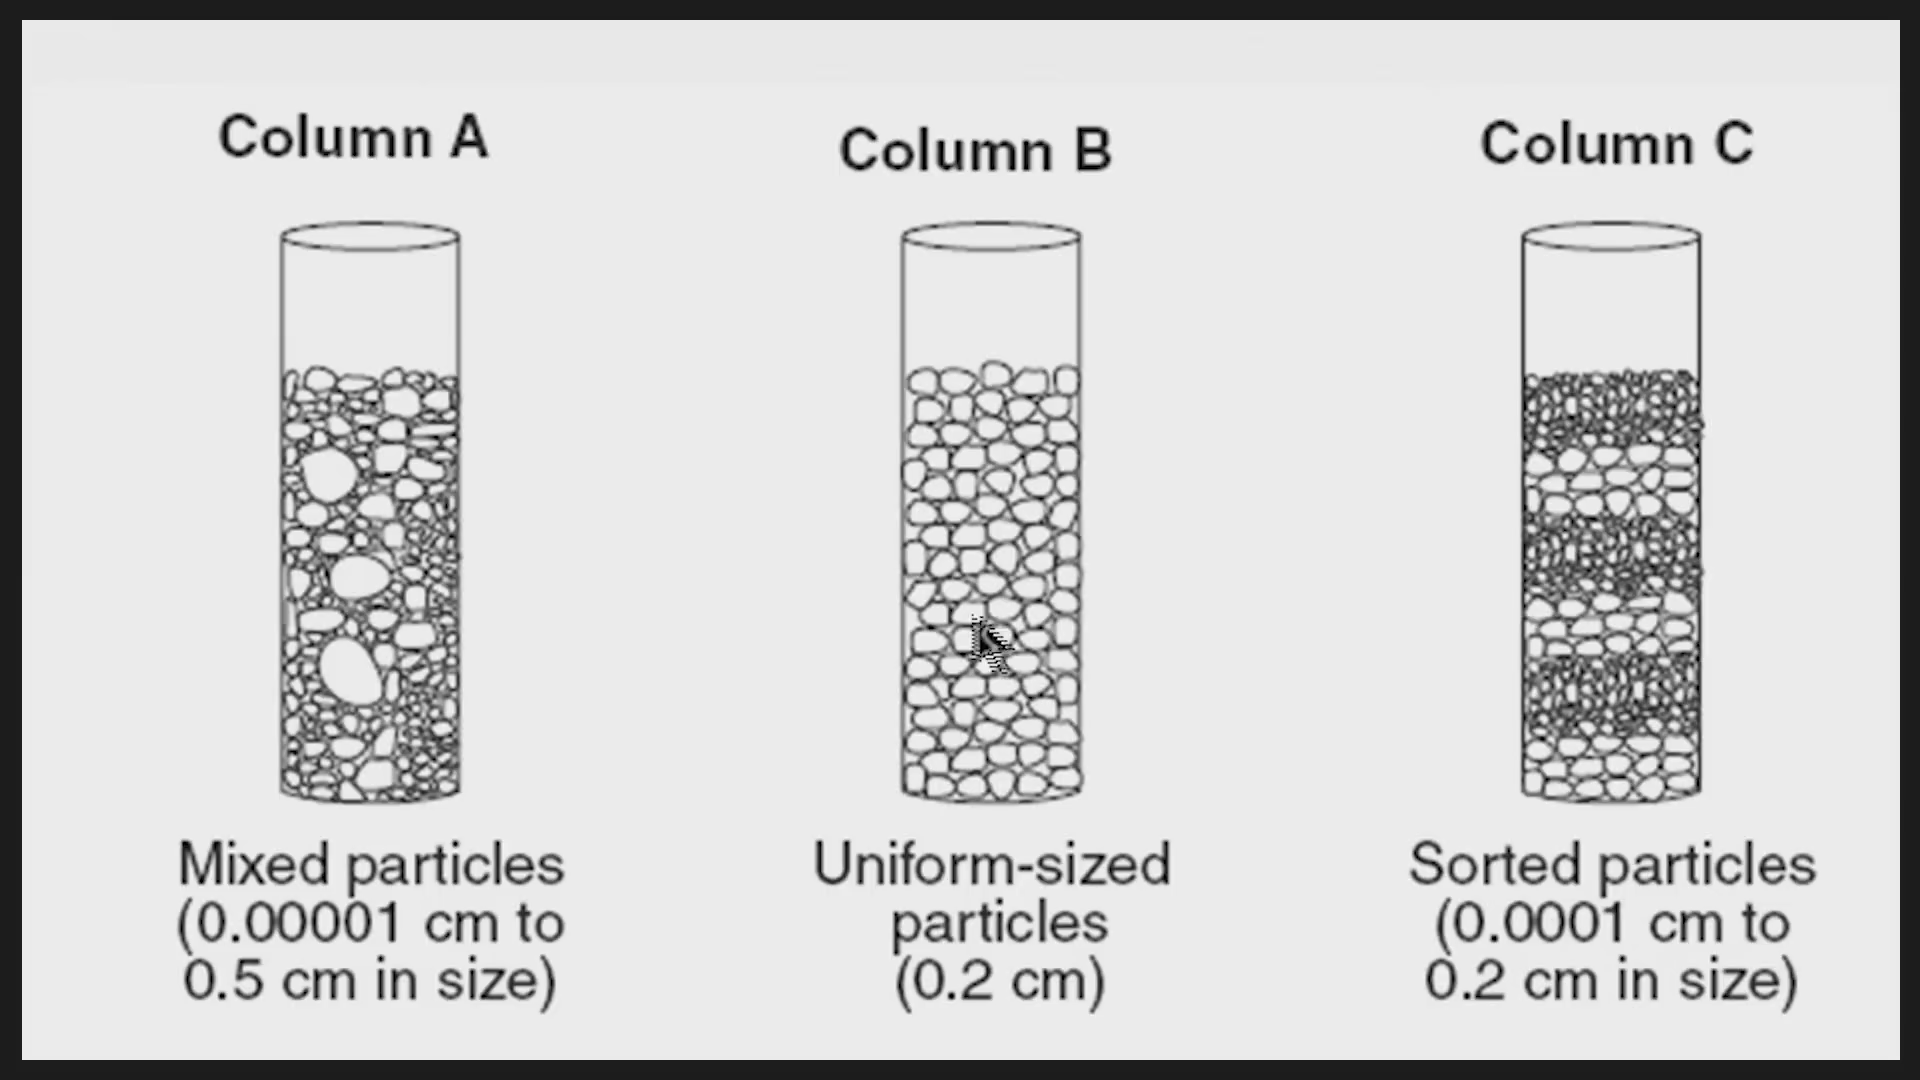 Column A
Column B
Column C
Mixed particles
(0.00001 cm to
0.5 cm in size)
Uniform-sized
particles
(0.2 cm)
Sorted particles
(0.0001 cm to
0.2 cm in size)